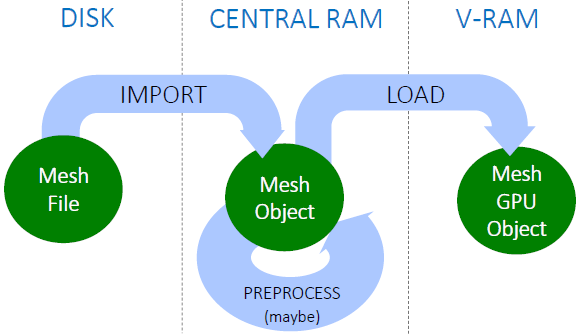 DISK
CENTRAL RAM
V-RAM
IMPORT
LOAD
Mesh
File
Mesh
Object
Mesh
GPU
Object
PREPROCESS
(maybe)